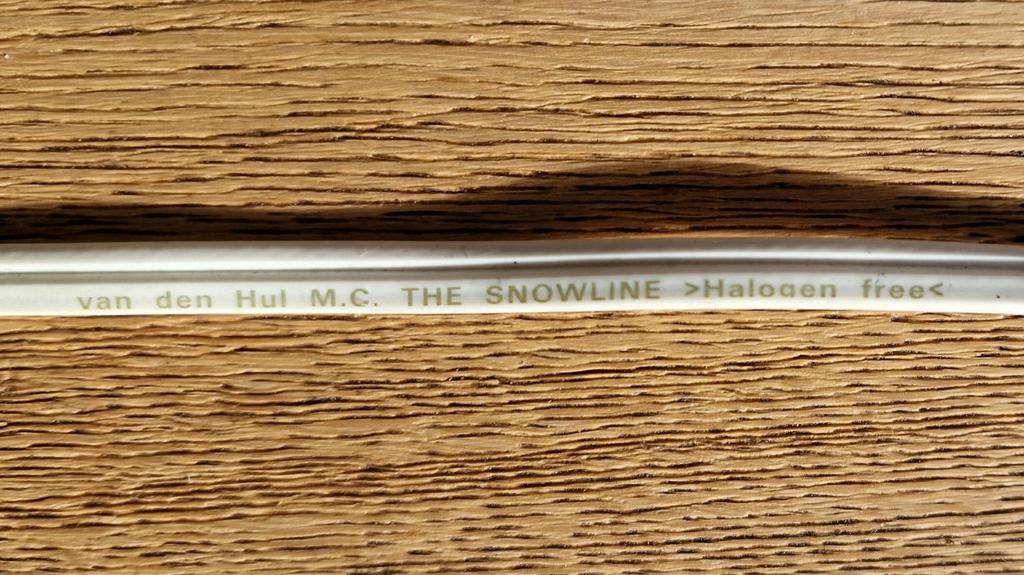 van den Hul M.C. THE SNOWLINE >Halogen free<